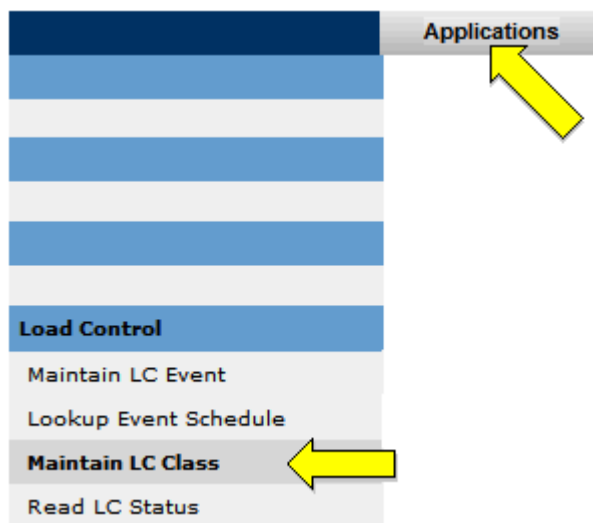 Applications
Load Control
Maintain LC Event
Lookup Event Schedule
Maintain LC Class
Read LC Status